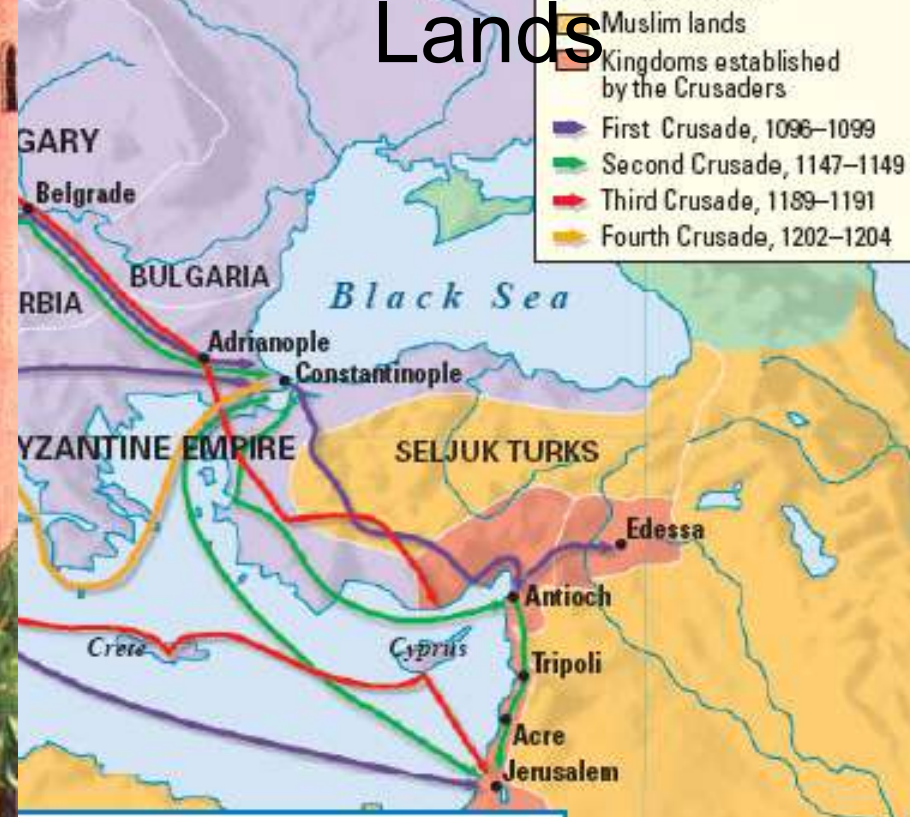 Lands
Muslim lands
Kingdoms established
by the Crusaders
First Crusade, 1096–1099
Second Crusade, 1147–1149
Third Crusade, 1189–1191
Fourth Crusade, 1202–1204
GARY
Belgrade
BULGARIA
RBIA
Black Sea
Adrianople
Constantinople
YZANTINE EMPIRE
SELJUK TURKS
Edessa
Antioch
Crete
Cyprus
Tripoli
Acre
Jerusalem